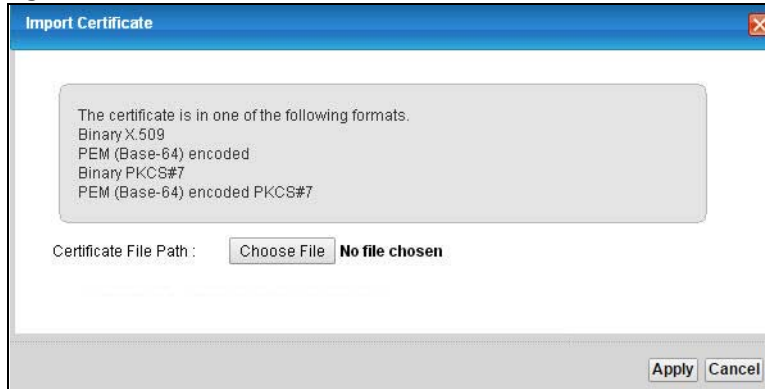 Import Certificate
The certificate is in one of the following formats.
Binary X.509
PEM (Base-64) encoded
Binary PKCS#7
PEM (Base-64) encoded PKCS#7
Certificate File Path : Choose File No file chosen
Apply Cancel